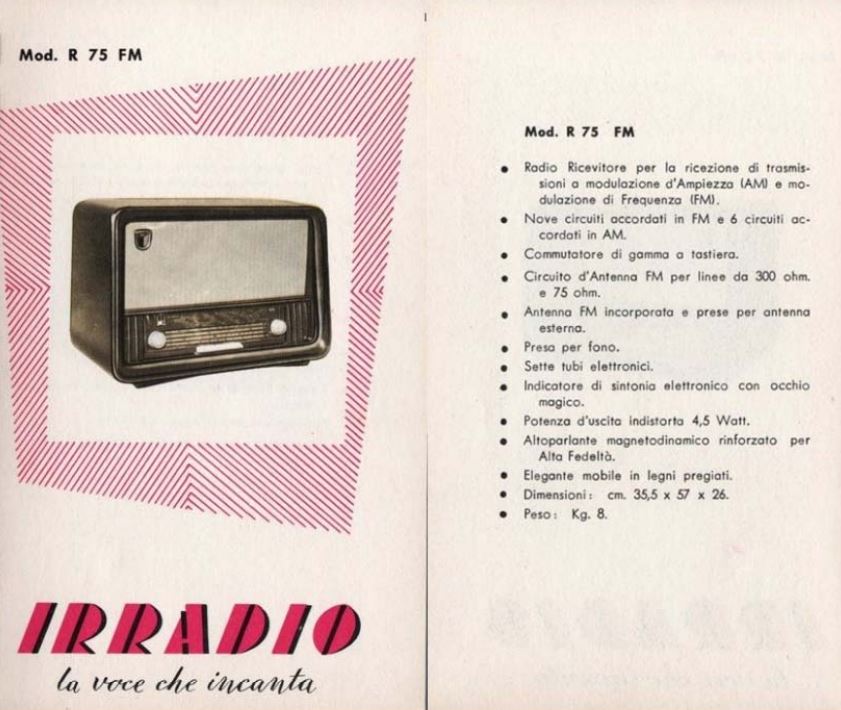 Mod. R 75 FM
IRRADIO
la voce che incanta
Mod. R 75 FM
• Radio Ricevitore per la ricezione di trasmis-
sioni a modulazione d'Ampiezza (AM) e mo-
dulazione di Frequenza (FM).
• Nove circuiti accordati in FM e 6 circuiti ac-
cordati in AM.
• Commutatore di gamma a tastiera.
• Circuito d'Antenna FM per linee da 300 ohm.
e 75 ohm.
• Antenna FM incorporata e prese per antenna
esterna.
• Presa per fono.
• Sette tubi elettronici.
• Indicatore di sintonia elettronico con occhio
magico.
• Potenza d'uscita indistorta 4,5 Watt.
• Altoparlante magnetodinamico rinforzato per
Alta Fedeltà.
• Elegante mobile in legni pregiati.
• Dimensioni: cm. 35,5 x 57 x 26.
• Peso: Kg. 8.